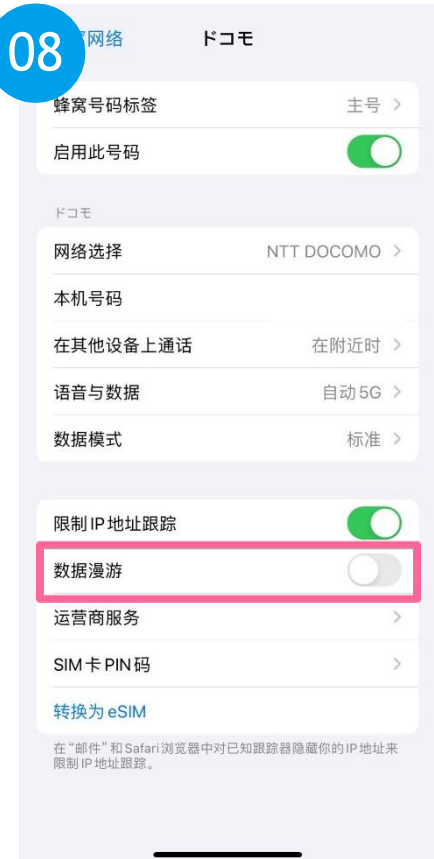 08
网络
ドコモ
蜂窝号码标签 主号
启用此号码
ドコモ
网络选择 NTT DOCOMO
本机号码
在其他设备上通话 在附近时
语音与数据 自动5G
数据模式 标准
限制IP地址跟踪
数据漫游
运营商服务
SIM卡PIN码
转换为eSIM
在“邮件”和Safari浏览器中对已知跟踪器隐藏你的IP地址来
限制IP地址跟踪。